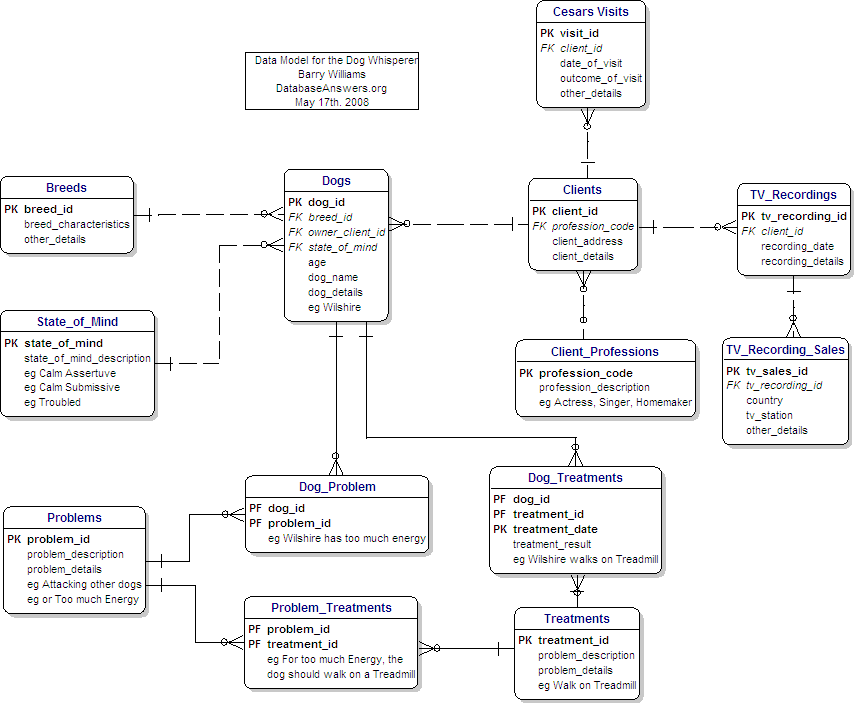 Cesars Visits
PK visit_id
FK client_id
date_of_visit
outcome_of_visit
other_details
Data Model for the Dog Whisperer
Barry Williams
DatabaseAnswers.org
May 17th. 2008
Breeds
PK breed_id
breed_characteristics
other_details
Dogs
PK dog_id
FK breed_id
FK owner_client_id
FK state_of_mind
age
dog_name
dog_details
eg Wilshire
Clients
PK client_id
FK profession_code
client_address
client_details
TV_Recordings
PK tv_recording_id
FK client_id
recording_date
recording_details
State_of_Mind
PK state_of_mind
state_of_mind_description
eg Calm Assertuve
eg Calm Submissive
eg Troubled
Client_Professions
PK profession_code
profession_description
eg Actress, Singer, Homemaker
TV_Recording_Sales
PK tv_sales_id
FK tv_recording_id
country
tv_station
other_details
Dog_Problem
PF dog_id
PF problem_id
eg Wilshire has too much energy
Dog_Treatments
PF dog_id
PF treatment_id
PK treatment_date
treatment_result
eg Wilshire walks on Treadmill
Problems
PK problem_id
problem_description
problem_details
eg Attacking other dogs
eg or Too much Energy
Problem_Treatments
PF problem_id
PF treatment_id
eg For too much Energy, the
dog should walk on a Treadmill
Treatments
PK treatment_id
problem_description
problem_details
eg Walk on Treadmill